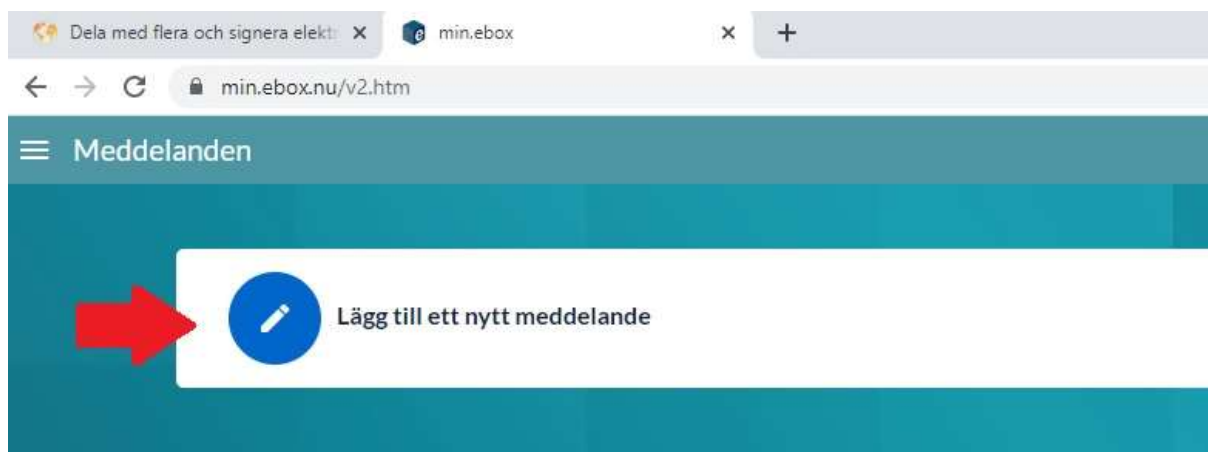 Dela med flera och signera elekt
min.ebox
min.ebox.nu/v2.htm
Meddelanden
Lägg till ett nytt meddelande